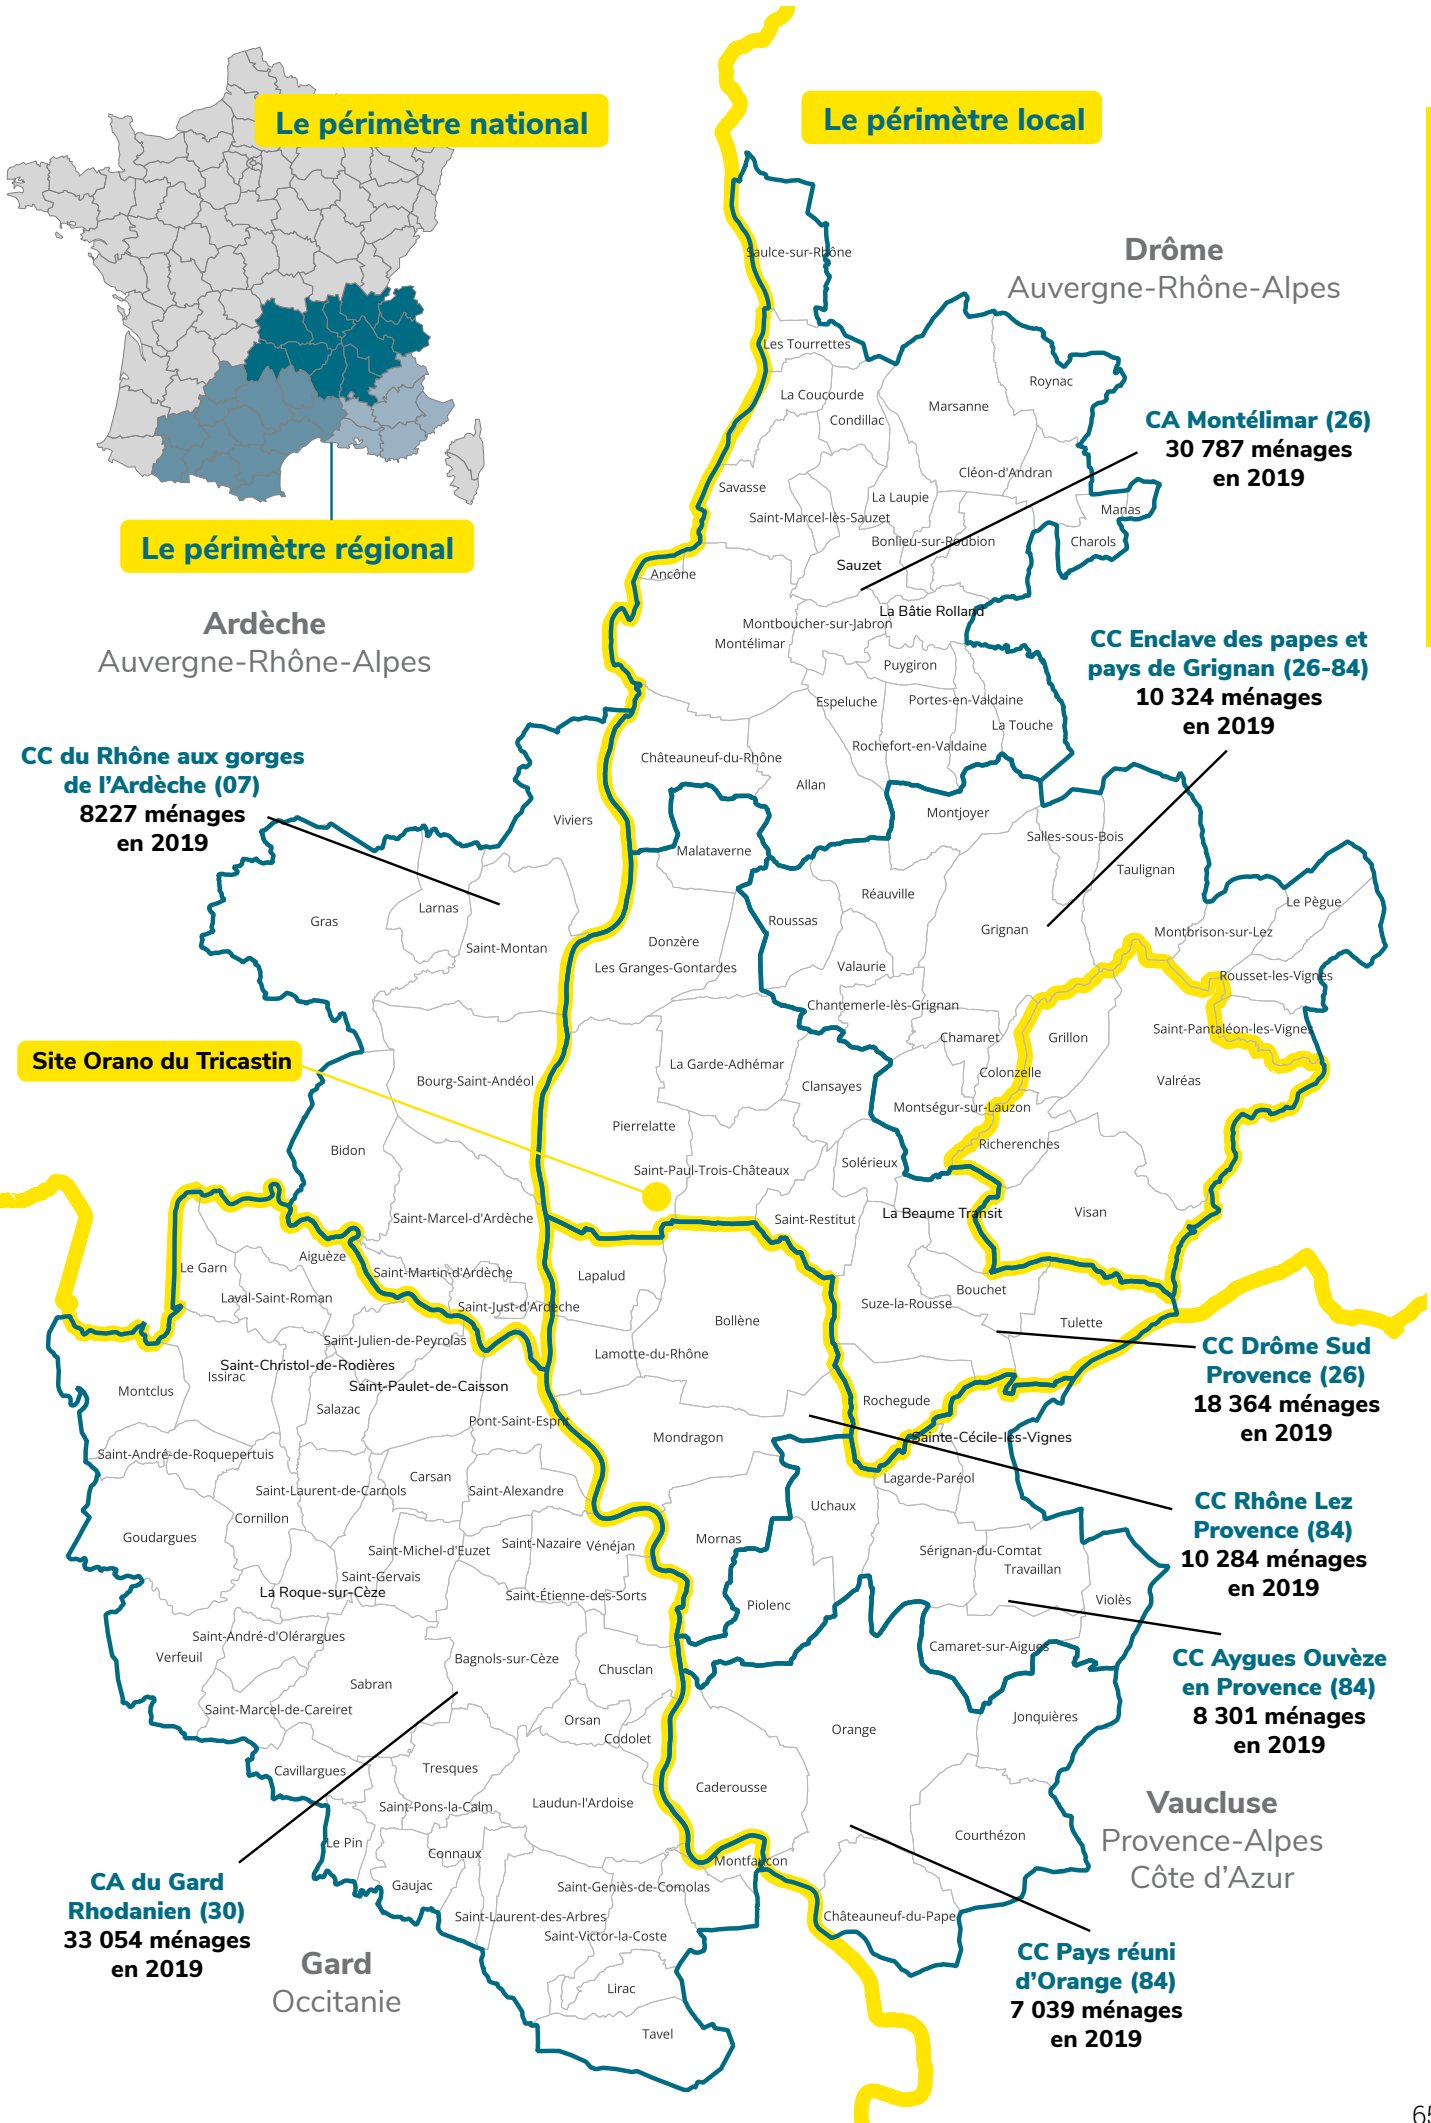 Le périmètre national
Le périmètre local
Drôme
Auvergne-Rhône-Alpes
Saulce-sur-Rhône
Les Tourrettes
La Coucourde
Condillac
Marsanne
Roynac
CA Montélimar (26)
30 787 ménages
en 2019
Cléon-d'Andran
Savasse
La Laupie
Saint-Marcel-lès-Sauzet
Manas
Charols
Bonlieu-sur-Roubion
Sauzet
Le périmètre régional
Ancône
La Bâtie Rolland
Montboucher-sur-Jabron
Montélimar
Ardèche
Auvergne-Rhône-Alpes
CC Enclave des papes et
pays de Grignan (26-84)
10 324 ménages
en 2019
Puygiron
Espeluche
Portes-en-Valdaine
La Touche
Rochefort-en-Valdaine
Châteauneuf-du-Rhône
Allan
CC du Rhône aux gorges
de l'Ardèche (07)
8227 ménages
en 2019
Viviers
Montjoyer
Salles-sous-Bois
Malataverne
Taulignan
Réauville
Larnas
Gras
Le Pègue
Roussas
Grignan
Montbrison-sur-Lez
Saint-Montan
Donzère
Les Granges-Gontardes
Valaurie
Rousset-les-Vignes
Chantemerle-lès-Grignan
Saint-Pantaléon-les-Vignes
Chamaret
Grillon
Site Orano du Tricastin
La Garde-Adhémar
Colonzelle
Valréas
Bourg-Saint-Andéol
Clansayes
Montségur-sur-Lauzon
Pierrelatte
Richerenches
Bidon
Saint-Paul-Trois-Châteaux
Solérieux
Saint-Marcel-d'Ardèche
Saint-Restitut
La Beaume Transit
Visan
Aiguèze
Le Garn
Saint-Martin-d'Ardèche
Lapalud
Laval-Saint-Roman
Saint-Just-d'Ardèche
Bouchet
Suze-la-Rousse
Bollène
Tulette
Saint-Julien-de-Peyrolas
Lamotte-du-Rhône
CC Drôme Sud
Provence (26)
18 364 ménages
en 2019
Saint-Christol-de-Rodières
Issirac
Saint-Paulet-de-Caisson
Montclus
Salazac
Rochegude
Pont-Saint-Esprit
Mondragon
Sainte-Cécile-les-Vignes
Saint-André-de-Roquepertuis
Carsan
Lagarde-Paréol
Saint-Laurent-de-Carnols
Saint-Alexandre
Uchaux
CC Rhône Lez
Provence (84)
10 284 ménages
en 2019
Cornillon
Goudargues
Mornas
Saint-Nazaire
Vénéjan
Saint-Michel-d'Euzet
Sérignan-du-Comtat
Travaillan
Saint-Gervais
La Roque-sur-Cèze
Saint-Étienne-des-Sorts
Piolenc
Violès
Saint-André-d'Olérargues
Verfeuil
Camaret-sur-Aigues
Bagnols-sur-Cèze
Chusclan
Sabran
CC Aygues Ouvèze
en Provence (84)
8 301 ménages
en 2019
Saint-Marcel-de-Careiret
Orsan
Codolet
Orange
Jonquières
Cavillargues
Tresques
Caderousse
Saint-Pons-la-Calm
Laudun-l'Ardoise
Vaucluse
Provence-Alpes
Côte d'Azur
Le Pin
Connaux
Courthézon
Montfaucon
CA du Gard
Rhodanien (30)
33 054 ménages
en 2019
Gaujac
Saint-Geniès-de-Comolas
Saint-Laurent-des-Arbres
Châteauneuf-du-Pape
Saint-Victor-la-Coste
Gard
Occitanie
CC Pays réuni
d'Orange (84)
7 039 ménages
en 2019
Lirac
Tavel
65